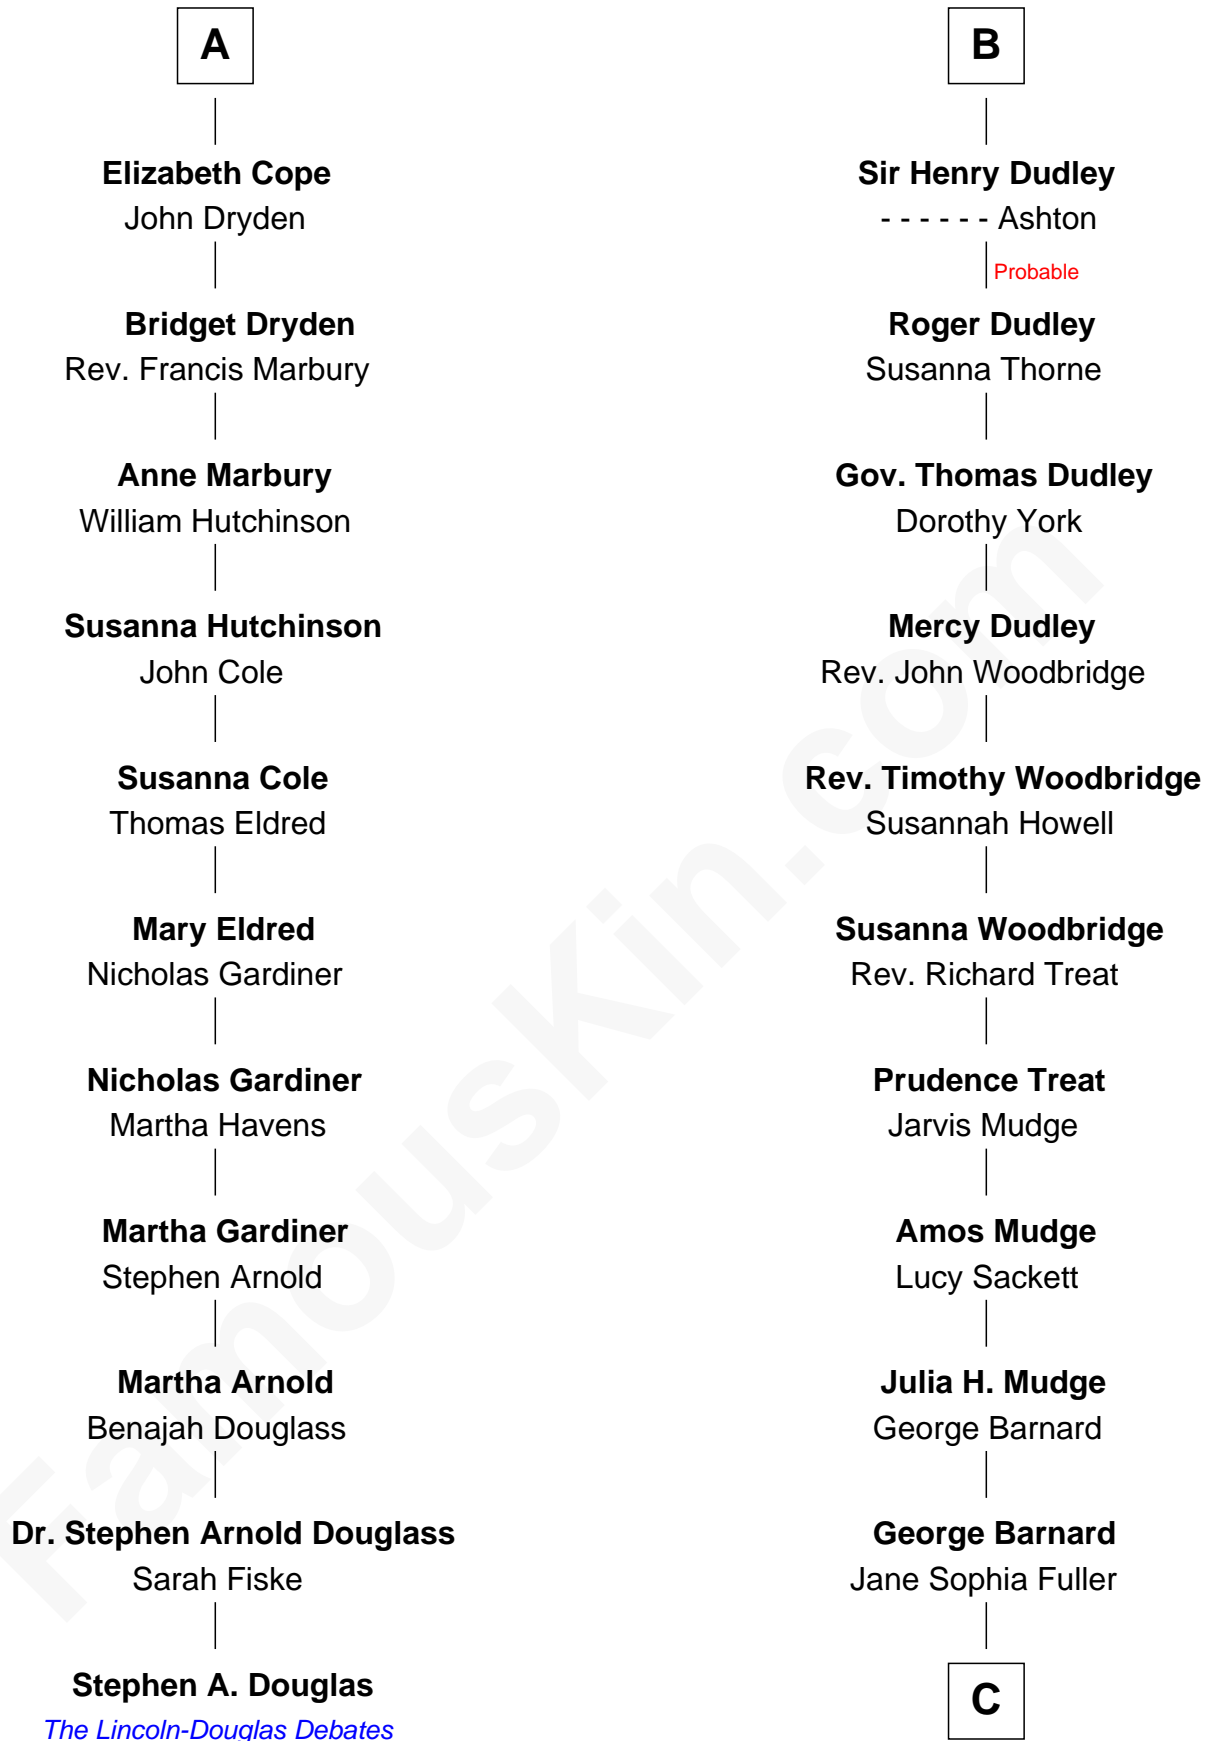 A
Elizabeth Cope
John Dryden
Bridget Dryden
Rev. Francis Marbury
Anne Marbury
William Hutchinson
Susanna Hutchinson
John Cole
Susanna Cole
Thomas Eldred
Mary Eldred
Nicholas Gardiner
Nicholas Gardiner
Martha Havens
Martha Gardiner
Stephen Arnold
Martha Arnold
Benajah Douglass
Dr. Stephen Arnold Douglass
Sarah Fiske
Stephen A. Douglas
The Lincoln-Douglas Debates
B
Sir Henry Dudley
- - - - - - Ashton
Probable
Roger Dudley
Susanna Thorne
Gov. Thomas Dudley
Dorothy York
Mercy Dudley
Rev. John Woodbridge
Rev. Timothy Woodbridge
Susannah Howell
Susanna Woodbridge
Rev. Richard Treat
Prudence Treat
Jarvis Mudge
Amos Mudge
Lucy Sackett
Julia H. Mudge
George Barnard
George Barnard
Jane Sophia Fuller
C
FamousKin.com